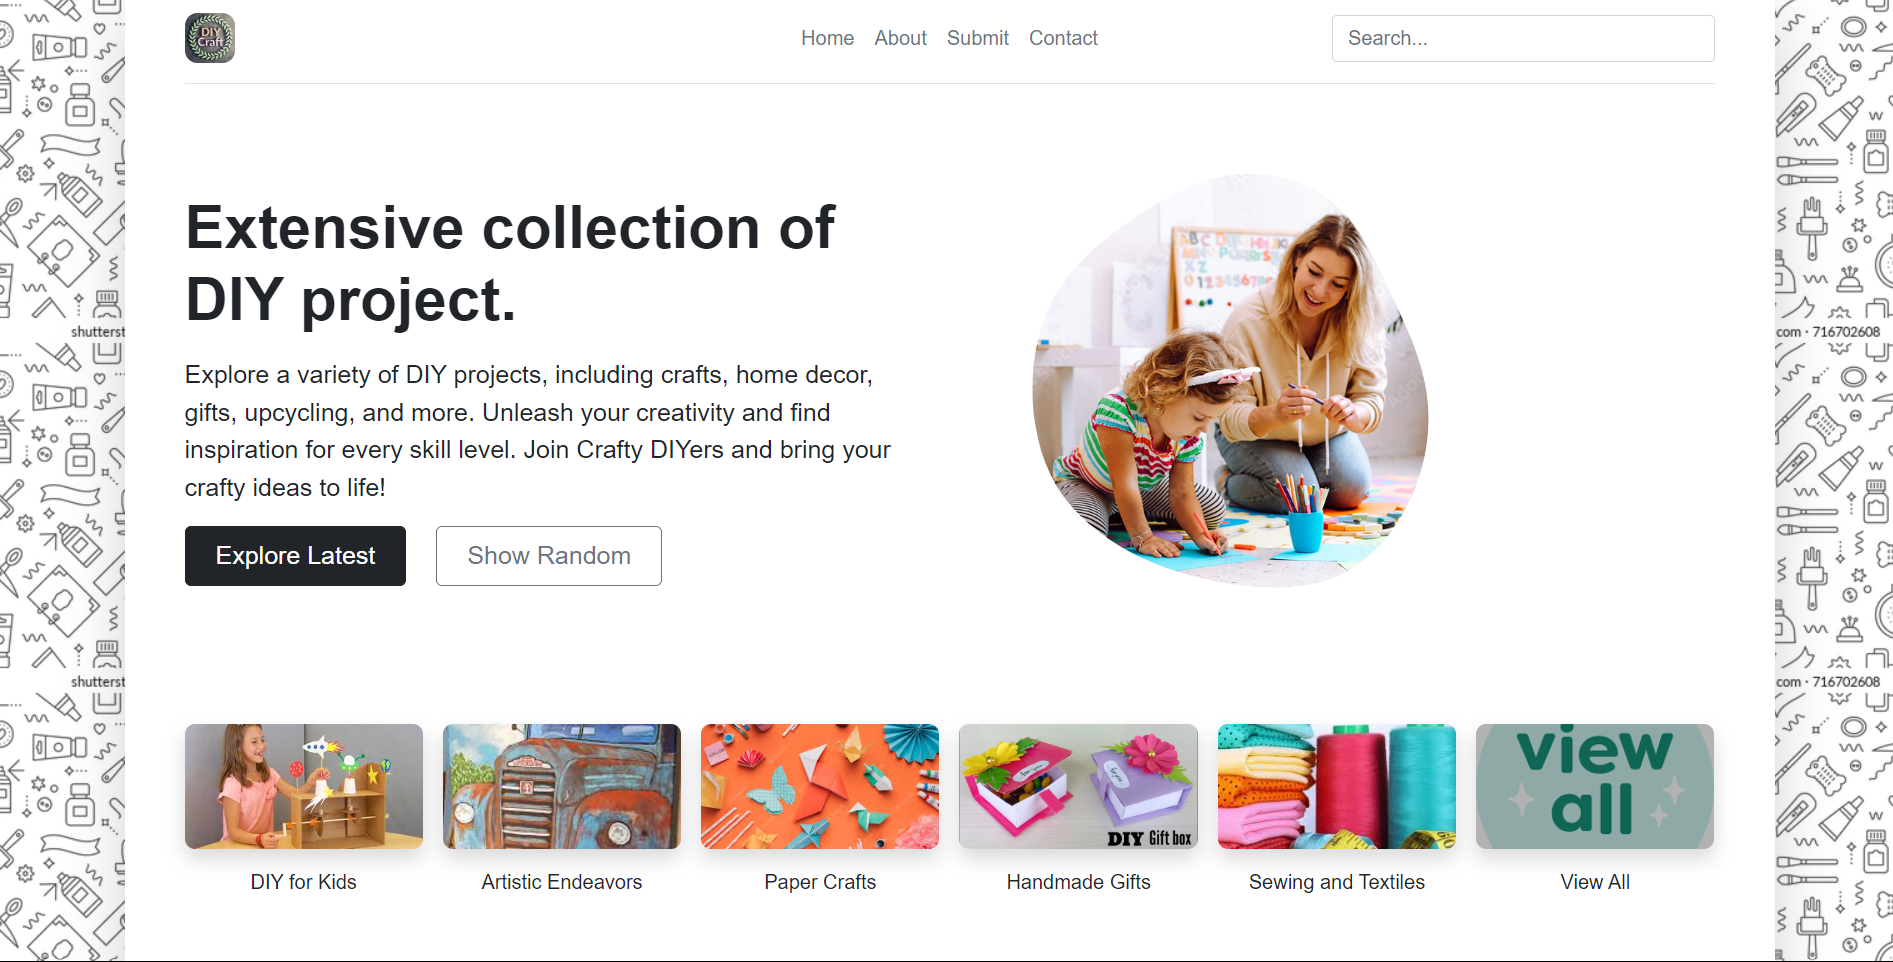 DIY
Craft
Home About Submit Contact
Search...
Extensive collection of
DIY project.
Explore a variety of DIY projects, including crafts, home decor,
gifts, upcycling, and more. Unleash your creativity and find
inspiration for every skill level. Join Crafty DIYers and bring your
crafty ideas to life!
Explore Latest Show Random
shutterst
com · 716702608
shutterst
com · 716702608
DIY Gift box
view
all
DIY for Kids Artistic Endeavors Paper Crafts Handmade Gifts Sewing and Textiles View All